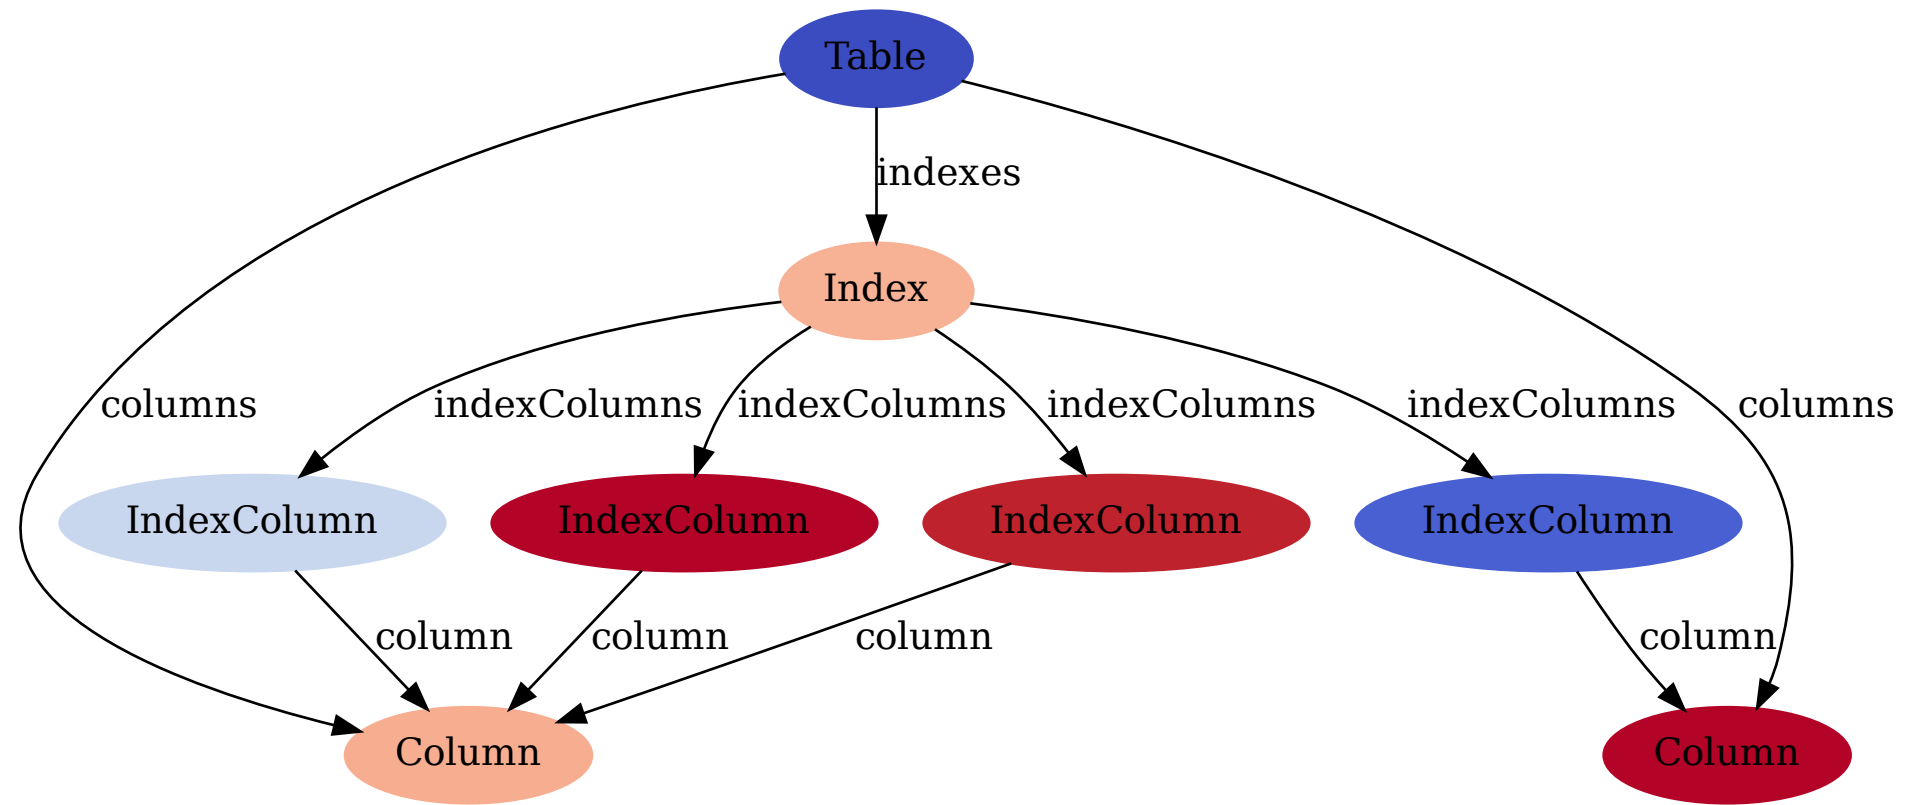 Table
indexes
Index
columns
indexColumns
indexColumns
indexColumns
indexColumns
columns
IndexColumn
IndexColumn
IndexColumn
IndexColumn
column
column
column
column
Column
Column